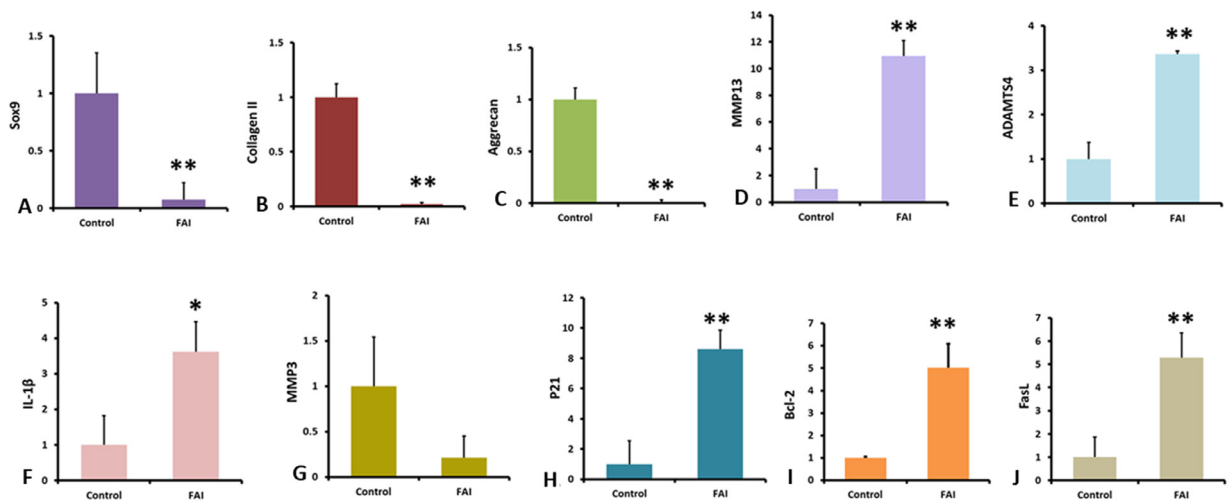 A
Sox9
1.5
1
0.5
0
**
Control
FAI
B
Collagen II
1.5
1
0.5
0
**
Control
FAI
C
Aggrecan
1.5
1
0.5
0
**
Control
FAI
D
MMP13
14
12
10
8
6
4
2
0
**
Control
FAI
E
ADAMTS4
4
3
2
1
0
**
Control
FAI
F
IL-1β
5
4
3
2
1
0
*
Control
FAI
G
MMP3
2
1.5
1
0.5
0
Control
FAI
H
P21
12
10
8
6
4
2
0
**
Control
FAI
I
Bcl-2
7
6
5
4
3
2
1
0
**
Control
FAI
J
FasL
7
6
5
4
3
2
1
0
**
Control
FAI